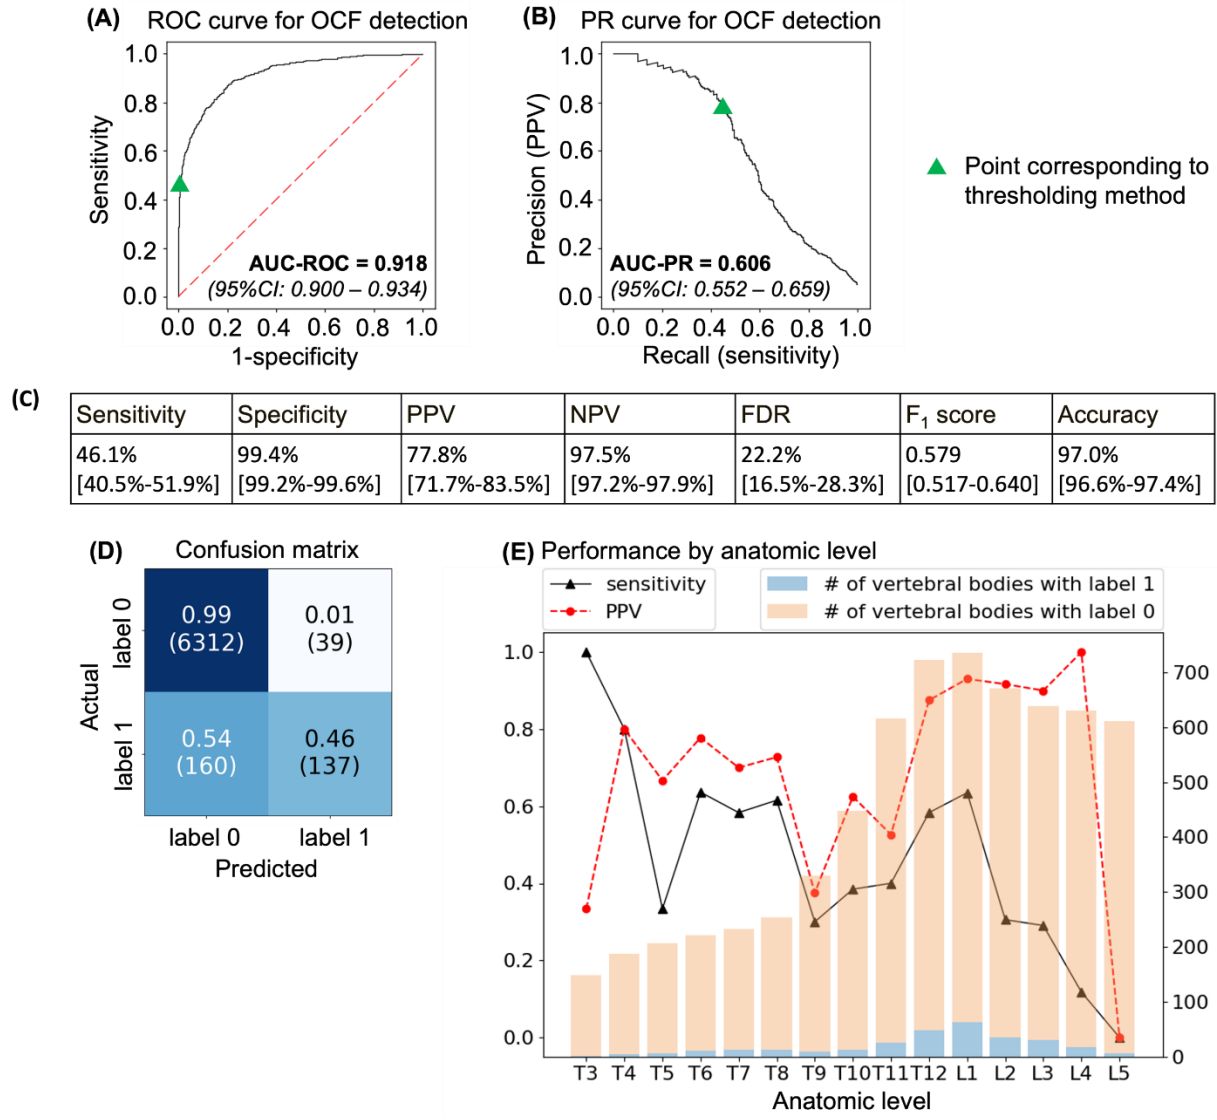 (A) ROC curve for OCF detection
1.0
0.8
0.6
0.4
0.2
0.0
Sensitivity
AUC-ROC = 0.918
(95%CI: 0.900 – 0.934)
0.0 0.2 0.4 0.6 0.8 1.0
1-specificity
(B) PR curve for OCF detection
1.0
0.8
0.6
0.4
0.2
0.0
Precision (PPV)
AUC-PR = 0.606
(95%CI: 0.552 – 0.659)
0.0 0.2 0.4 0.6 0.8 1.0
Recall (sensitivity)
Point corresponding to
thresholding method
(C)
Sensitivity Specificity PPV NPV FDR F1 score Accuracy
46.1% 99.4% 77.8% 97.5% 22.2% 0.579 97.0%
[40.5%-51.9%] [99.2%-99.6%] [71.7%-83.5%] [97.2%-97.9%] [16.5%-28.3%] [0.517-0.640] [96.6%-97.4%]
(D) Confusion matrix
Actual
label 0
label 1
0.99 0.01
(6312) (39)
0.54 0.46
(160) (137)
label 0 label 1
Predicted
(E) Performance by anatomic level
sensitivity
PPV
# of vertebral bodies with label 1
# of vertebral bodies with label 0
1.0
0.8
0.6
0.4
0.2
0.0
700
600
500
400
300
200
100
0
T3 T4 T5 T6 T7 T8 T9 T10 T11 T12 L1 L2 L3 L4 L5
Anatomic level